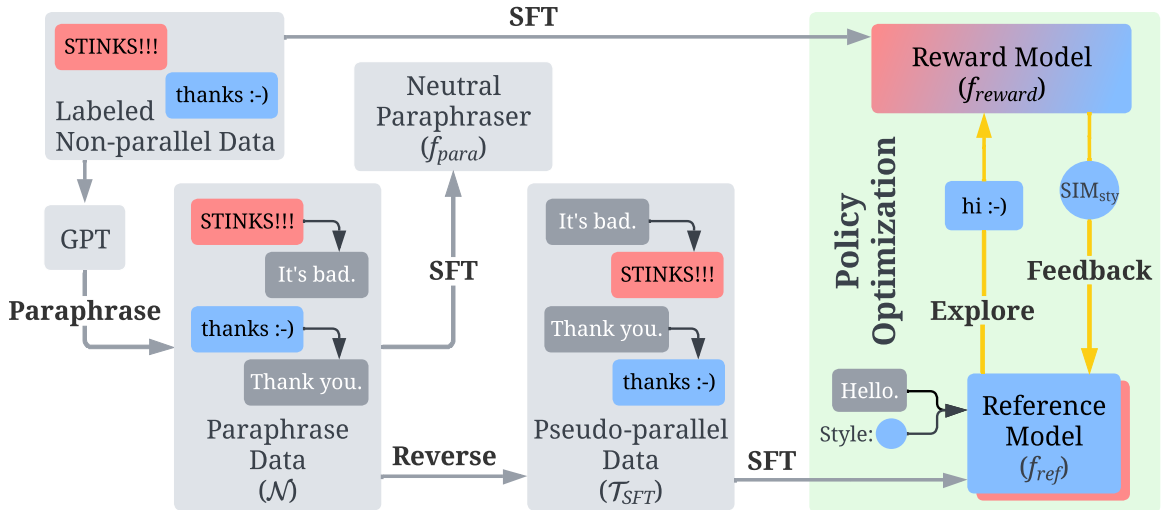 SFT
STINKS!!!
thanks :-)
Labeled
Non-parallel Data
GPT
Paraphrase
Neutral
Paraphraser
(f_para)
STINKS!!!
It's bad.
thanks :-)
Thank you.
Paraphrase
Data
(𝒩)
SFT
Reverse
It's bad.
STINKS!!!
Thank you.
thanks :-)
Pseudo-parallel
Data
(𝒯_SFT)
SFT
Policy
Optimization
Reward Model
(f_reward)
hi :-)
SIM_sty
Explore
Feedback
Hello.
Style:
Reference
Model
(f_ref)